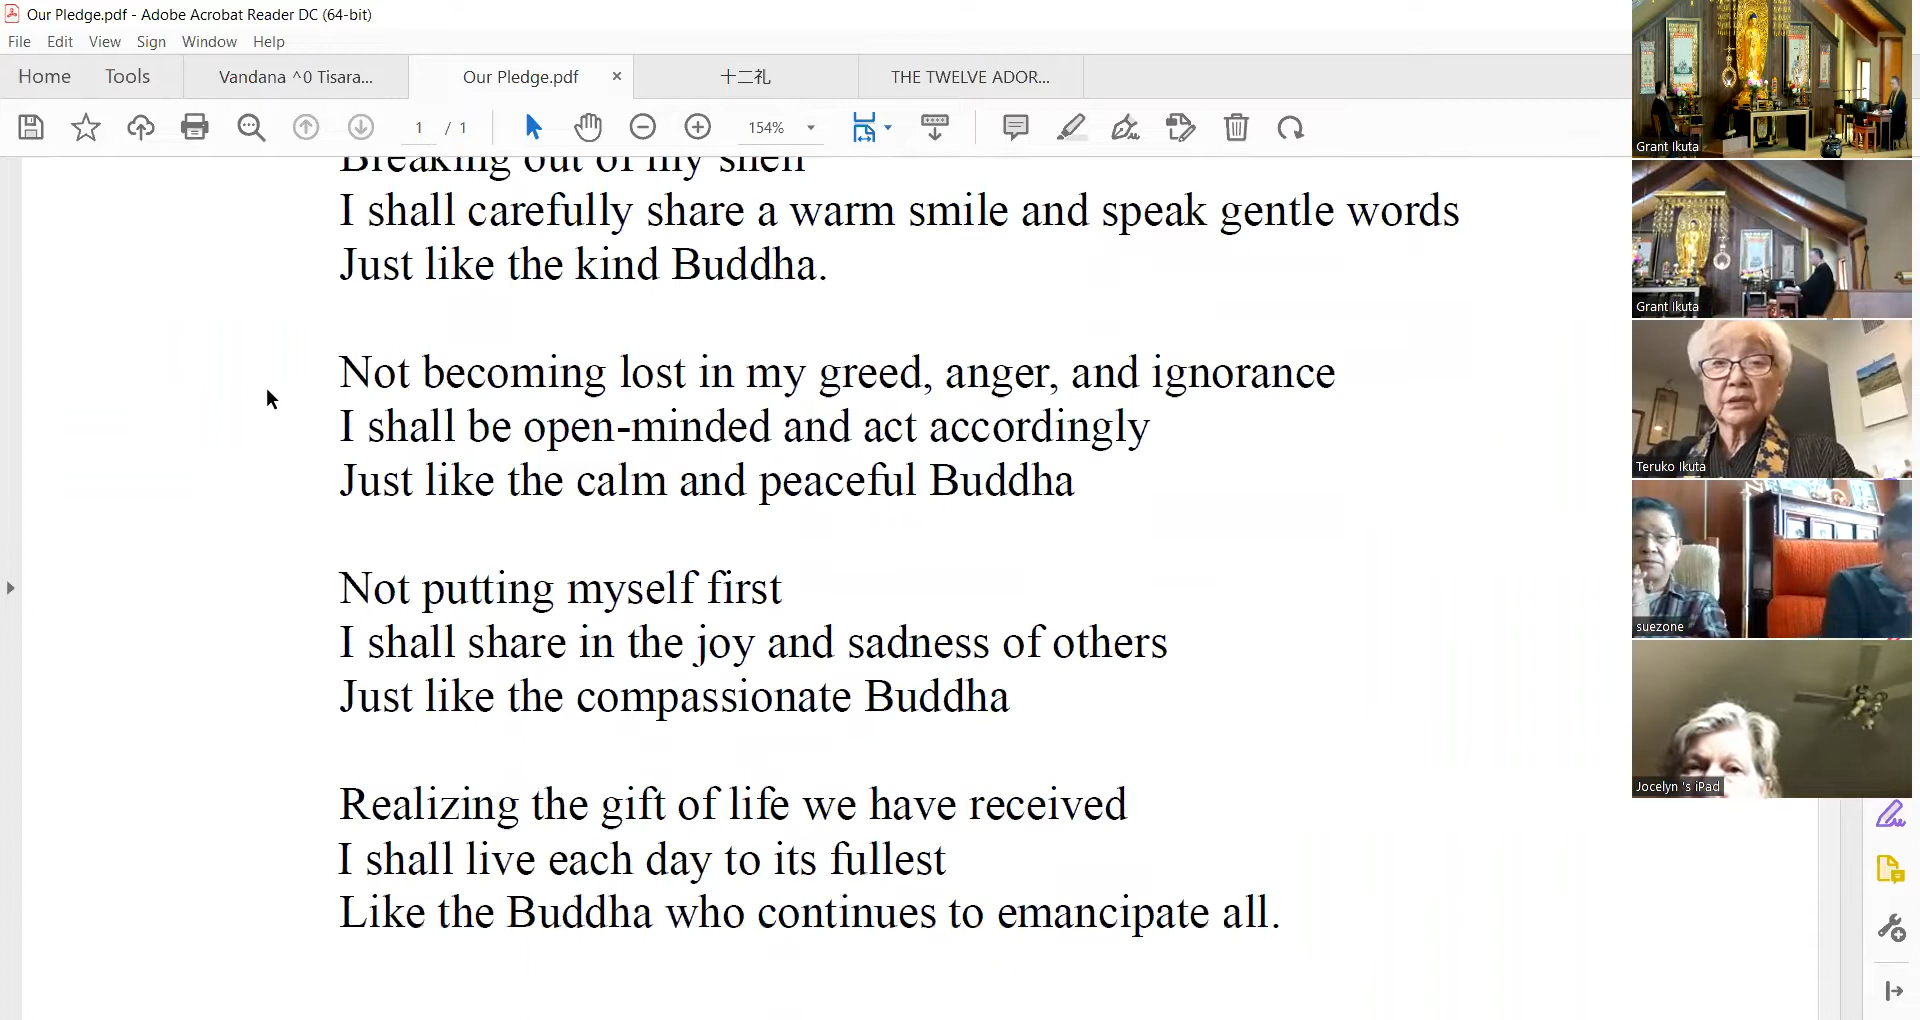 Our Pledge.pdf - Adobe Acrobat Reader DC (64-bit)
File Edit View Sign Window Help
Home Tools Vandana ^0 Tisara... Our Pledge.pdf × 十二礼 THE TWELVE ADOR...
1 / 1 154%
Breaking out of my shell
I shall carefully share a warm smile and speak gentle words
Just like the kind Buddha.
Not becoming lost in my greed, anger, and ignorance
I shall be open-minded and act accordingly
Just like the calm and peaceful Buddha
Not putting myself first
I shall share in the joy and sadness of others
Just like the compassionate Buddha
Realizing the gift of life we have received
I shall live each day to its fullest
Like the Buddha who continues to emancipate all.
Grant Ikuta
Grant Ikuta
Teruko Ikuta
suezone
Jocelyn 's iPad